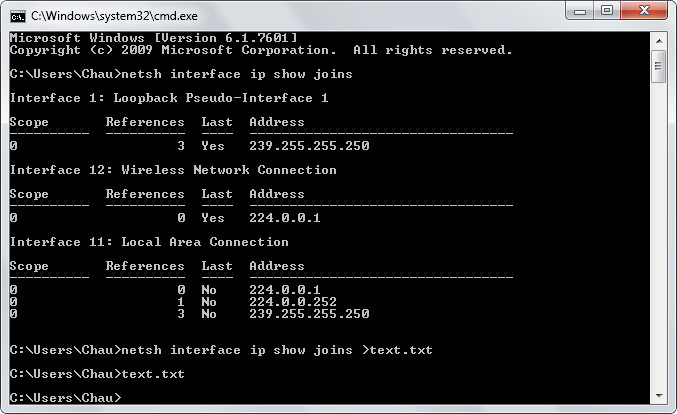 C:\Windows\system32\cmd.exe
Microsoft Windows [Version 6.1.7601]
Copyright (c) 2009 Microsoft Corporation.  All rights reserved.
C:\Users\Chau>netsh interface ip show joins
Interface 1: Loopback Pseudo-Interface 1
Scope       References  Last  Address
----------  ----------  ----  ---------------------------------
0                    3  Yes   239.255.255.250
Interface 12: Wireless Network Connection
Scope       References  Last  Address
----------  ----------  ----  ---------------------------------
0                    0  Yes   224.0.0.1
Interface 11: Local Area Connection
Scope       References  Last  Address
----------  ----------  ----  ---------------------------------
0                    0  No    224.0.0.1
0                    1  No    224.0.0.252
0                    3  No    239.255.255.250
C:\Users\Chau>netsh interface ip show joins >text.txt
C:\Users\Chau>text.txt
C:\Users\Chau>